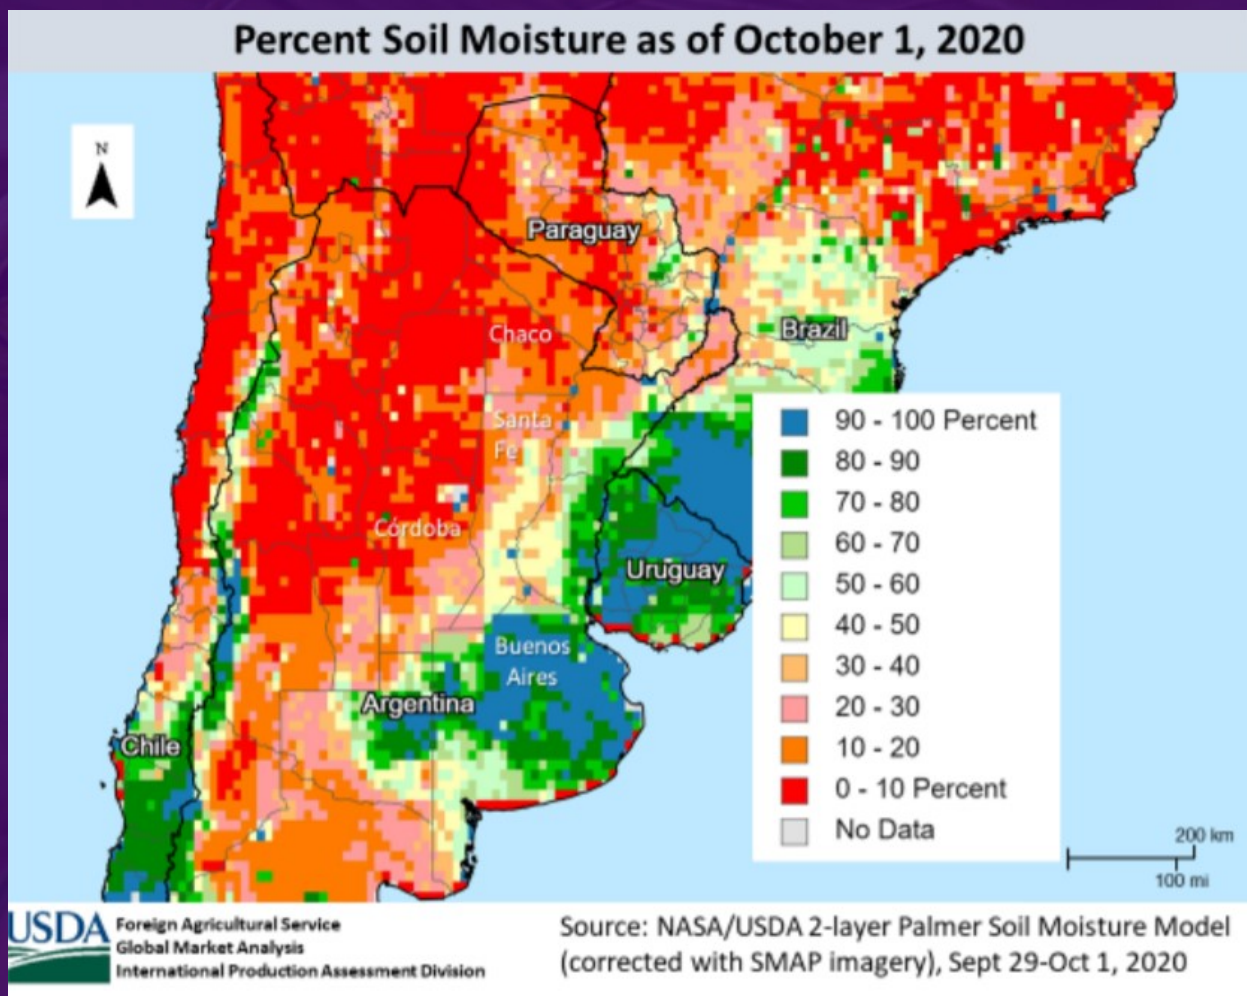 Percent Soil Moisture as of October 1, 2020
N
Paraguay
Chaco
Brazil
Santa
Fe
Córdoba
Uruguay
Buenos
Aires
Argentina
Chile
90 - 100 Percent
80 - 90
70 - 80
60 - 70
50 - 60
40 - 50
30 - 40
20 - 30
10 - 20
0 - 10 Percent
No Data
200 km
100 mi
USDA
Foreign Agricultural Service
Global Market Analysis
International Production Assessment Division
Source: NASA/USDA 2-layer Palmer Soil Moisture Model
(corrected with SMAP imagery), Sept 29-Oct 1, 2020